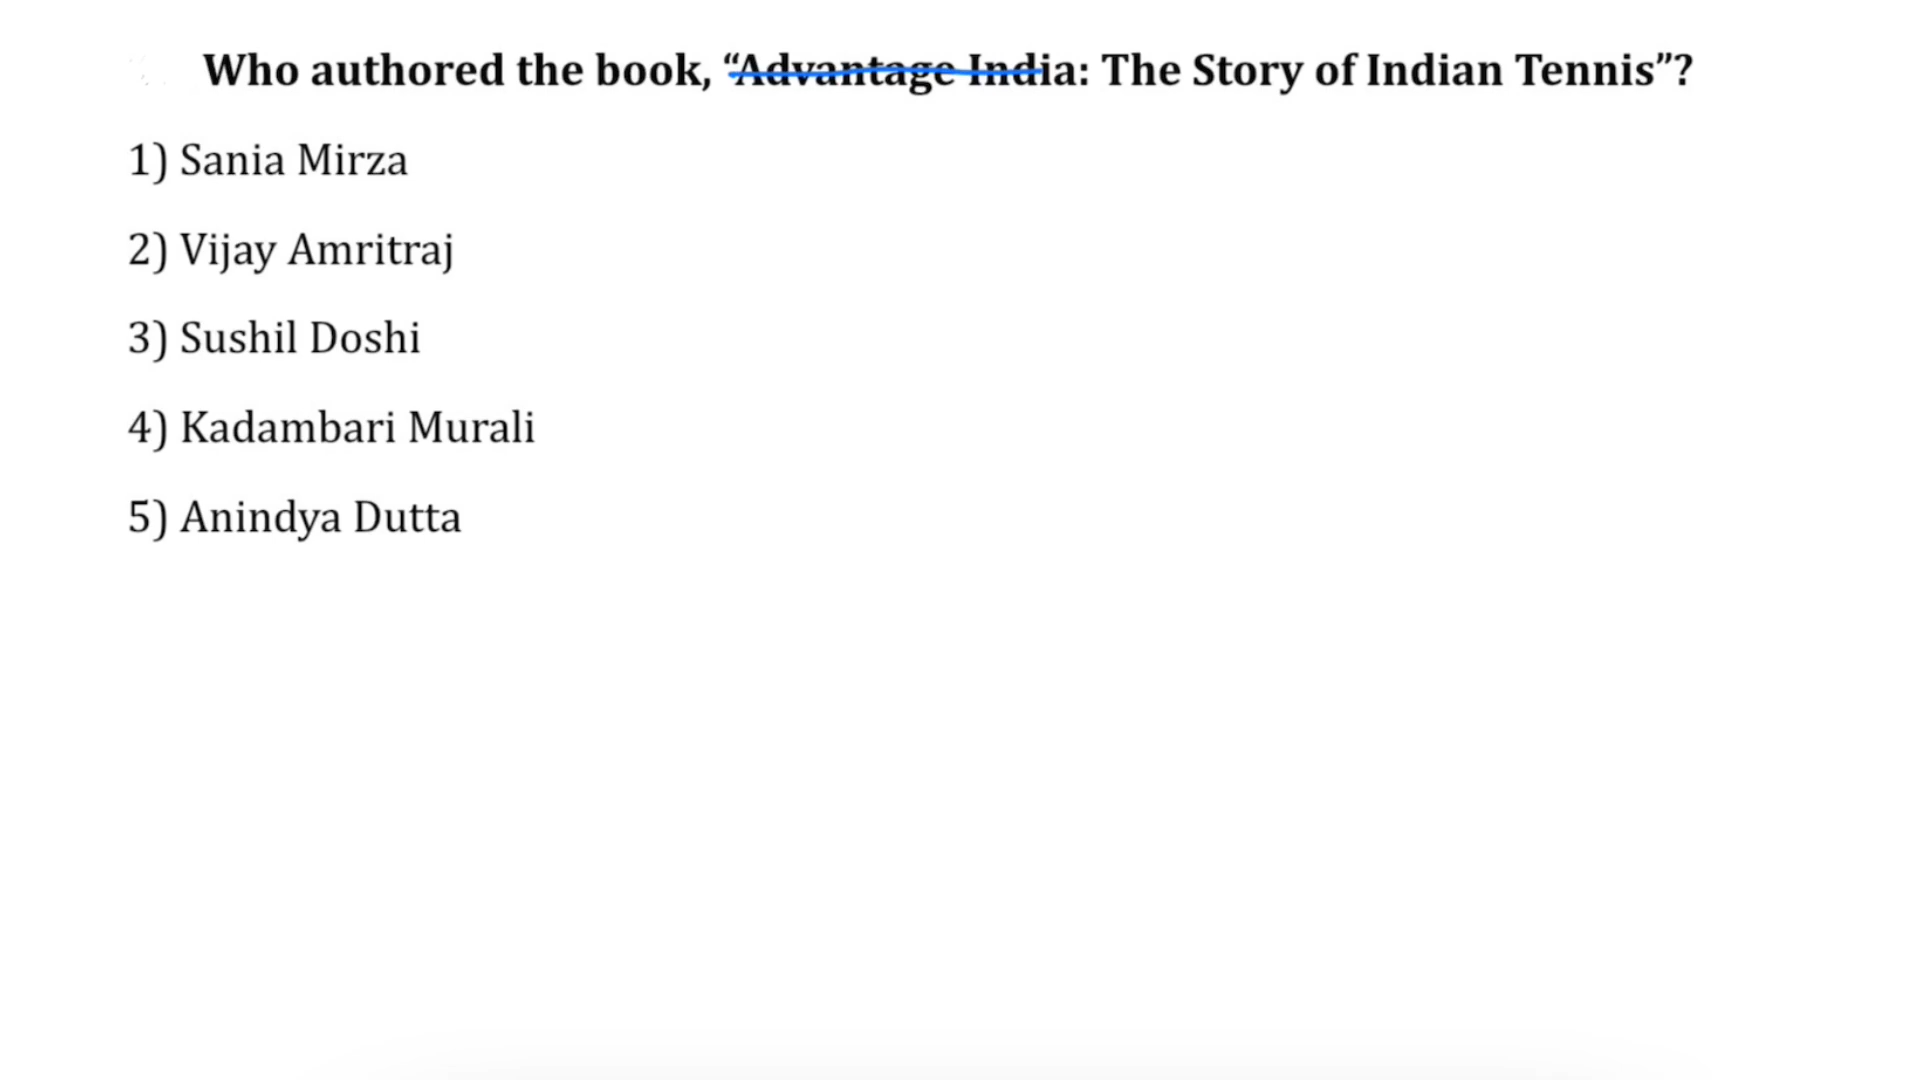 Who authored the book, “Advantage India: The Story of Indian Tennis”?
1) Sania Mirza
2) Vijay Amritraj
3) Sushil Doshi
4) Kadambari Murali
5) Anindya Dutta